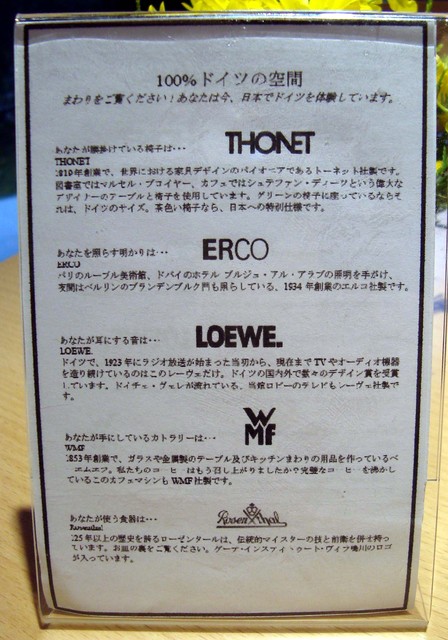 100%ドイツの空間
まわりをご覧ください！あなたは今、日本でドイツを体験しています。
あなたが腰掛けている椅子は…
THONET
THONET
1819年創業で、世界における家具デザインのパイオニアであるトーネット社製です。
図書室ではマルセル・ブロイヤー、カフェではシュテファン・ディーツという偉大な
デザイナーのテーブルと椅子を使用しています。グリーンの椅子に座っているならそ
れは、ドイツのサイズ。茶色い椅子なら、日本への特別仕様です。
あなたを照らす明かりは…
ERCO
ERCO
パリのルーブル美術館、ドバイのホテル ブルジュ・アル・アラブの照明を手がけ、
夜間はベルリンのブランデンブルク門も照らしている、1934年創業のエルコ社製です。
あなたが耳にする音は…
LOEWE.
LOEWE.
ドイツで、1923年にラジオ放送が始まった当初から、現在までTVやオーディオ機器
を造り続けているのはこのレーヴェだけ。ドイツの国内外で数々のデザイン賞を受賞
しています。ドイチェ・ヴェレが流れている、当館ロビーのテレビもレーヴェ社製で
す。
あなたが手にしているカトラリーは…
WMF
WMF
1853年創業で、ガラスや金属製のテーブル及びキッチンまわりの用品を作っているベ
ーエムエフ。私たちのコーヒーはもう召し上がりましたか？完璧なコーヒーを沸かし
ているこのカフェマシンもWMF社製です。
あなたが使う食器は…
Rosenthal
Rosenthal
125年以上の歴史を誇るローゼンタールは、伝統的マイスターの技と前衛を併せ持っ
ています。お皿の裏をご覧ください。ゲーテ・インスティトゥート・ヴィラ鴨川のロゴ
が入っています。